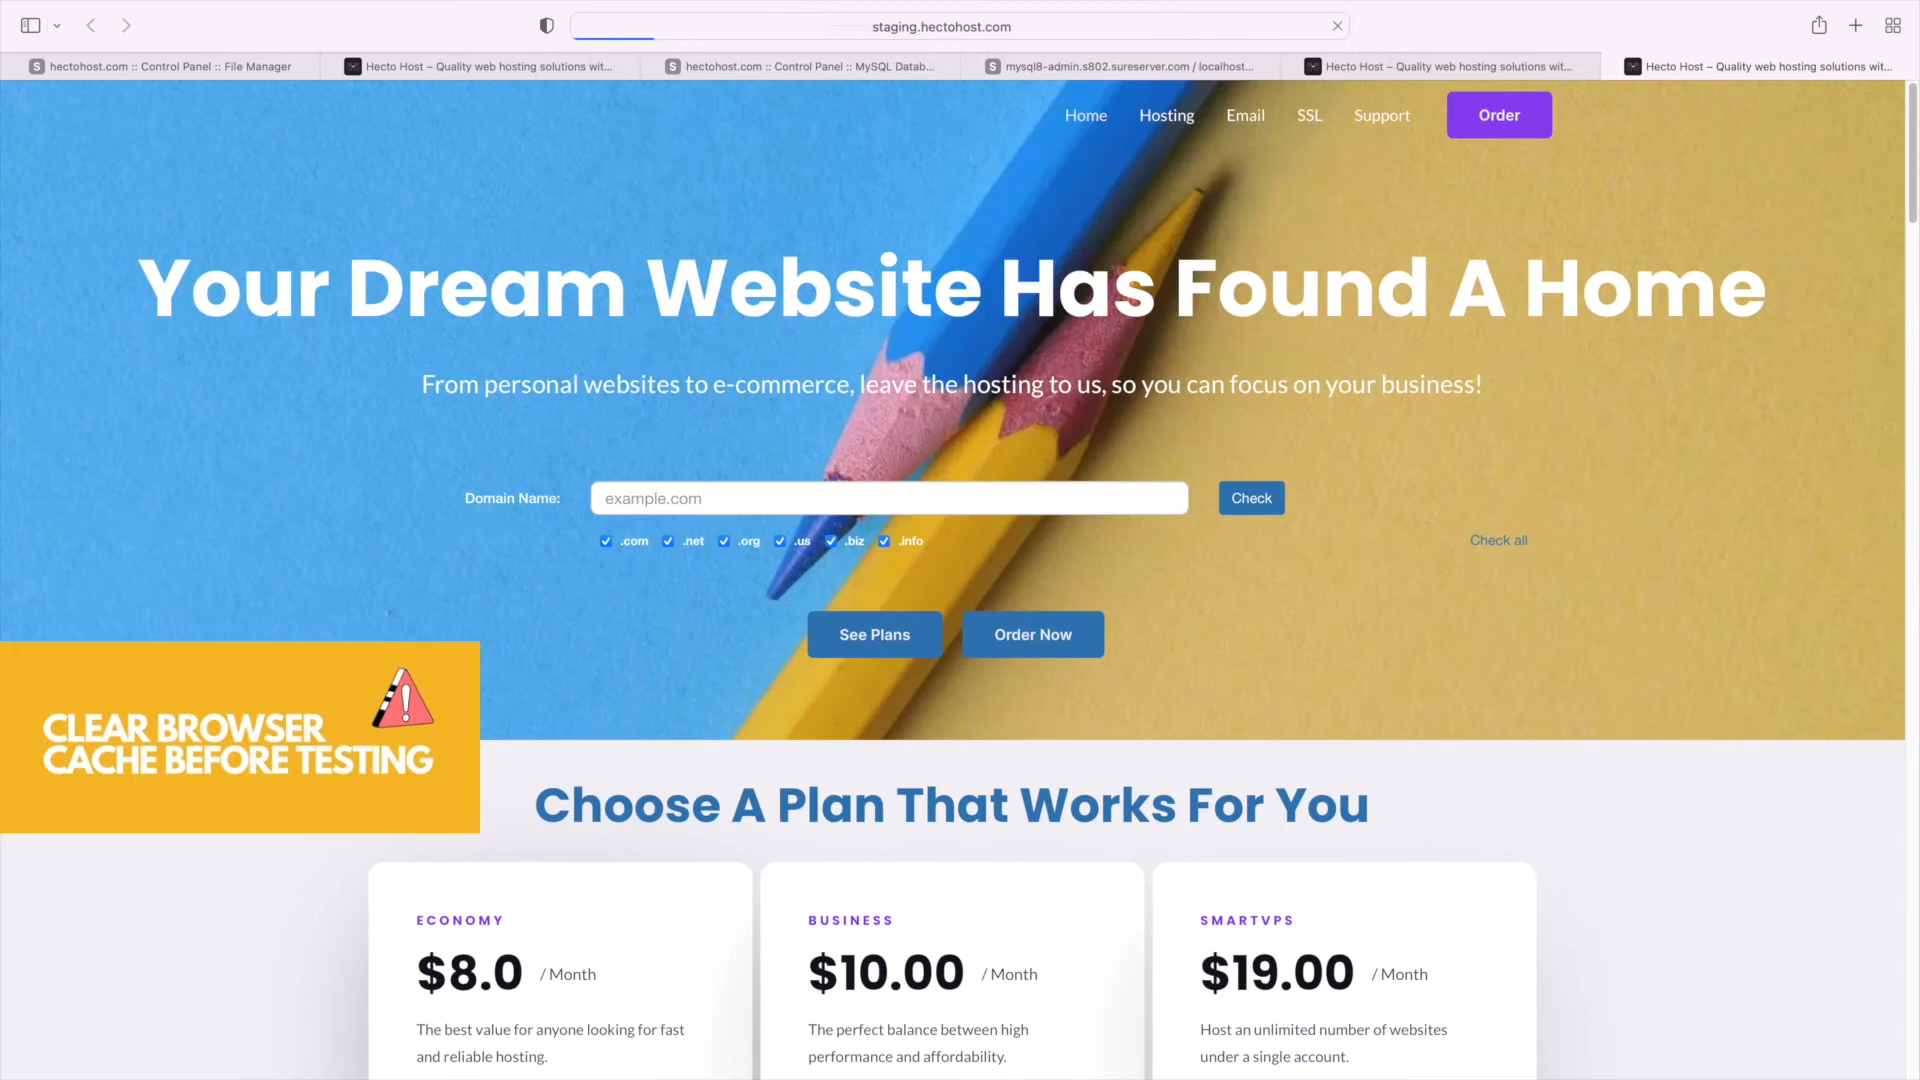 staging.hectohost.com
S hectohost.com :: Control Panel :: File Manager
Hecto Host – Quality web hosting solutions wit...
S hectohost.com :: Control Panel :: MySQL Datab...
S mysql8-admin.s802.sureserver.com / localhost...
Hecto Host – Quality web hosting solutions wit...
Hecto Host – Quality web hosting solutions wit...
Home Hosting Email SSL Support Order
Your Dream Website Has Found A Home
From personal websites to e-commerce, leave the hosting to us, so you can focus on your business!
Domain Name: example.com Check
.com .net .org .us .biz .info Check all
See Plans Order Now
CLEAR BROWSER
CACHE BEFORE TESTING
Choose A Plan That Works For You
ECONOMY
$8.0 / Month
The best value for anyone looking for fast
and reliable hosting.
BUSINESS
$10.00 / Month
The perfect balance between high
performance and affordability.
SMARTVPS
$19.00 / Month
Host an unlimited number of websites
under a single account.